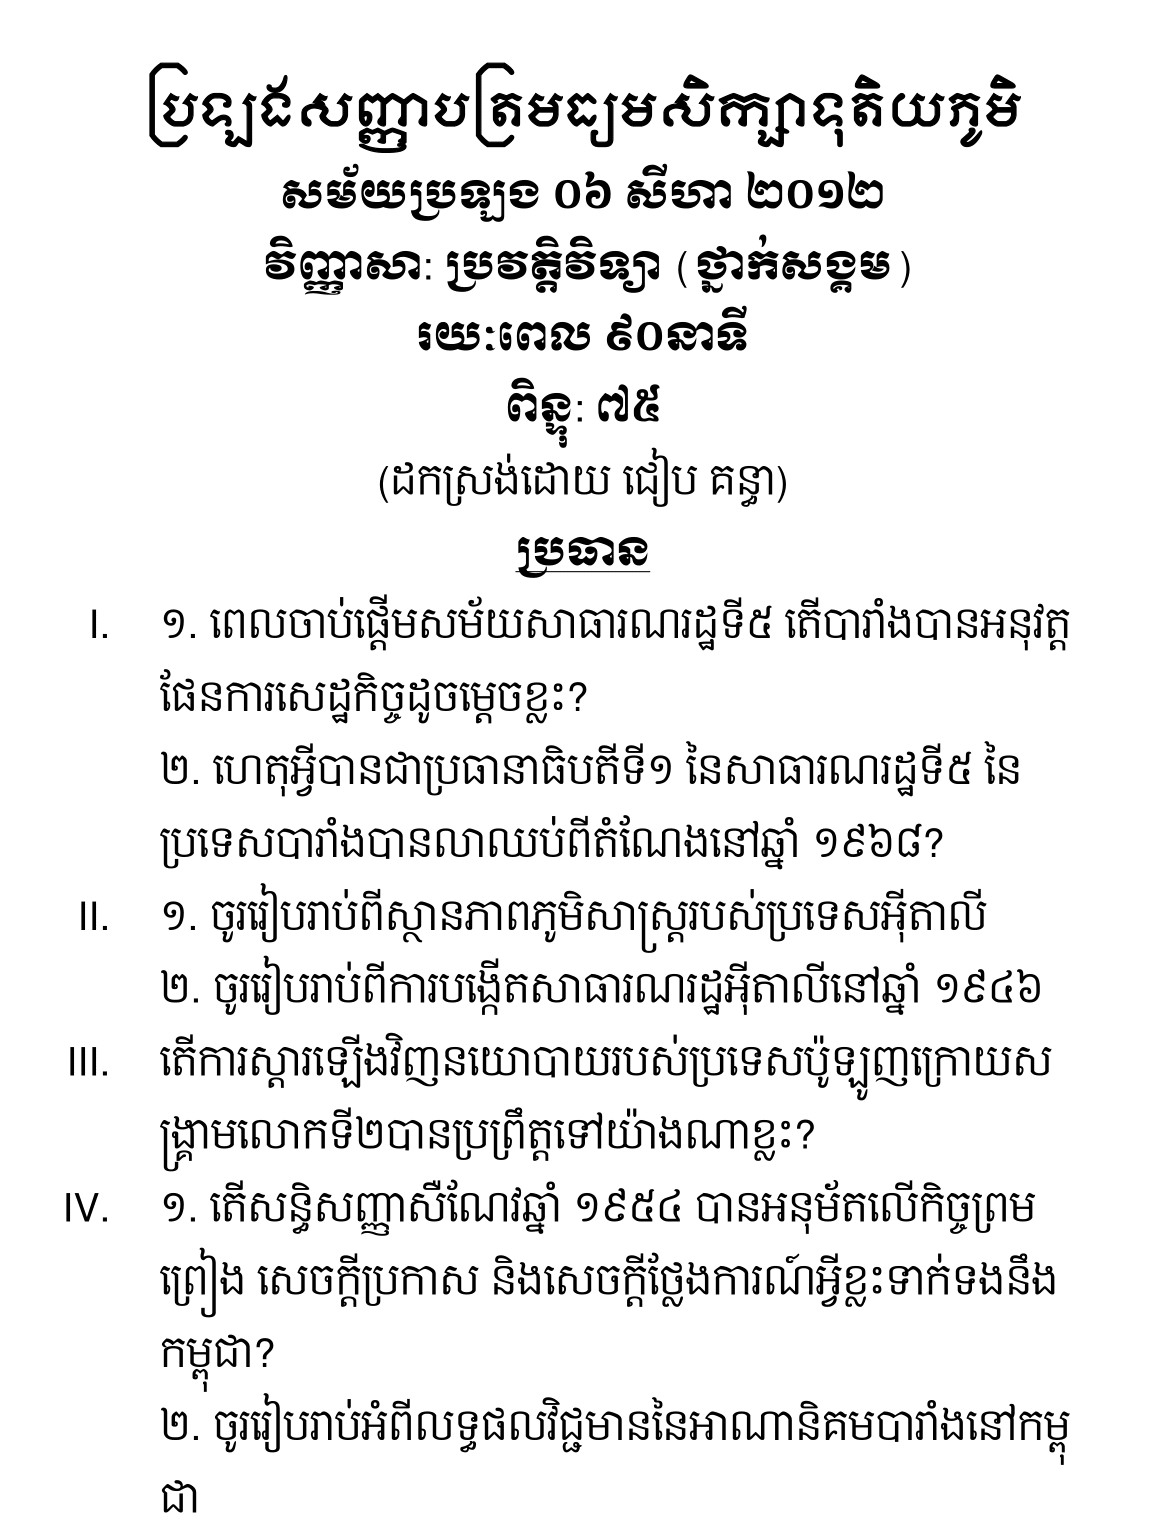 ប្រឡងសញ្ញាបត្រមធ្យមសិក្សាទុតិយភូមិ
សម័យប្រឡង ០៦ សីហា ២០១២
វិញ្ញាសា: ប្រវត្តិវិទ្យា (ថ្នាក់សង្គម)
រយ:ពេល ៩០នាទី
ពិន្ទុ: ៧៥
(ដកស្រង់ដោយ ជៀប គន្ធា)
ប្រធាន
I. ១. ពេលចាប់ផ្ដើមសម័យសាធារណរដ្ឋទី៥ តើបារាំងបានអនុវត្ត
ផែនការសេដ្ឋកិច្ចដូចម្ដេចខ្លះ?
២. ហេតុអ្វីបានជាប្រធានាធិបតីទី១ នៃសាធារណរដ្ឋទី៥ នៃ
ប្រទេសបារាំងបានលាឈប់ពីតំណែងនៅឆ្នាំ ១៩៦៨?
II. ១. ចូររៀបរាប់ពីស្ថានភាពភូមិសាស្ត្ររបស់ប្រទេសអ៊ីតាលី
២. ចូររៀបរាប់ពីការបង្កើតសាធារណរដ្ឋអ៊ីតាលីនៅឆ្នាំ ១៩៤៦
III. តើការស្ដារឡើងវិញនយោបាយរបស់ប្រទេសប៉ូឡូញក្រោយស
ង្គ្រាមលោកទី២បានប្រព្រឹត្តទៅយ៉ាងណាខ្លះ?
IV. ១. តើសន្ធិសញ្ញាសឺណែវឆ្នាំ ១៩៥៤ បានអនុម័តលើកិច្ចព្រម
ព្រៀង សេចក្ដីប្រកាស និងសេចក្ដីថ្លែងការណ៍អ្វីខ្លះទាក់ទងនឹង
កម្ពុជា?
២. ចូររៀបរាប់អំពីលទ្ធផលវិជ្ជមាននៃអាណានិគមបារាំងនៅកម្ពុ
ជា